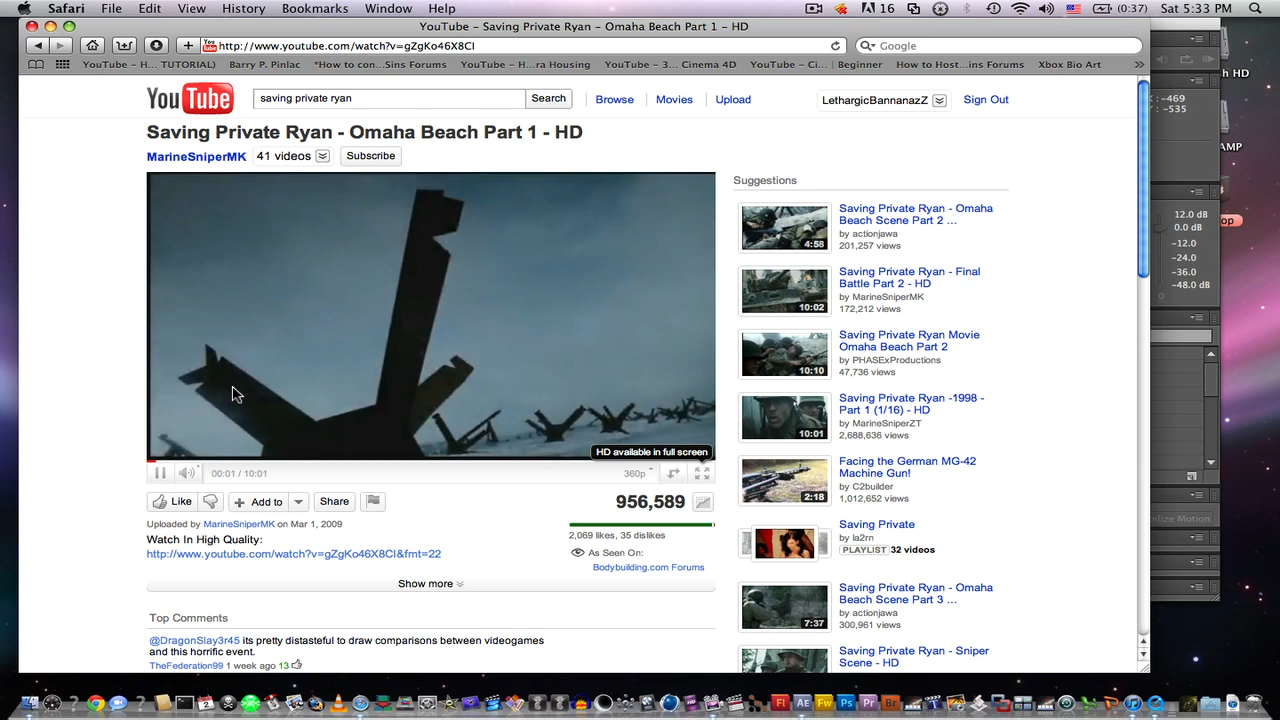 Safari File Edit View History Bookmarks Window Help
16 (0:37) Sat 5:33 PM
YouTube - Saving Private Ryan - Omaha Beach Part 1 - HD
http://www.youtube.com/watch?v=gZgKo46X8CI
Google
YouTube - H... TUTORIAL) Barry P. Pinlac *How to con...Sins Forums YouTube - H...ra Housing YouTube - 3... Cinema 4D YouTube - Ci... | Beginner How to Host...ins Forums Xbox Bio Art
YouTube
saving private ryan
Search
Browse Movies Upload
LethargicBannanazZ
Sign Out
Saving Private Ryan - Omaha Beach Part 1 - HD
MarineSniperMK 41 videos Subscribe
HD available in full screen
00:01 / 10:01
360p
Like
Add to
Share
956,589
Uploaded by MarineSniperMK on Mar 1, 2009
2,069 likes, 35 dislikes
Watch In High Quality:
http://www.youtube.com/watch?v=gZgKo46X8CI&fmt=22
As Seen On:
Bodybuilding.com Forums
Show more
Top Comments
@DragonSlay3r45 its pretty distasteful to draw comparisons between videogames
and this horrific event.
TheFederation99 1 week ago 13
Suggestions
4:58
Saving Private Ryan - Omaha
Beach Scene Part 2 ...
by actionjawa
201,257 views
10:02
Saving Private Ryan - Final
Battle Part 2 - HD
by MarineSniperMK
172,212 views
10:10
Saving Private Ryan Movie
Omaha Beach Part 2
by PHASExProductions
47,736 views
10:01
Saving Private Ryan -1998 -
Part 1 (1/16) - HD
by MarineSniperZT
2,688,636 views
2:18
Facing the German MG-42
Machine Gun!
by C2builder
1,012,652 views
Saving Private
by la2rn
PLAYLIST 32 videos
7:37
Saving Private Ryan - Omaha
Beach Scene Part 3 ...
by actionjawa
300,961 views
Saving Private Ryan - Sniper
Scene - HD
HD
: -469
: -535
AMP
12.0 dB
0.0 dB
-12.0
-24.0
-36.0
-48.0 dB
0
op
ilize Motion
Fl Ae Fw Ps Pr Br